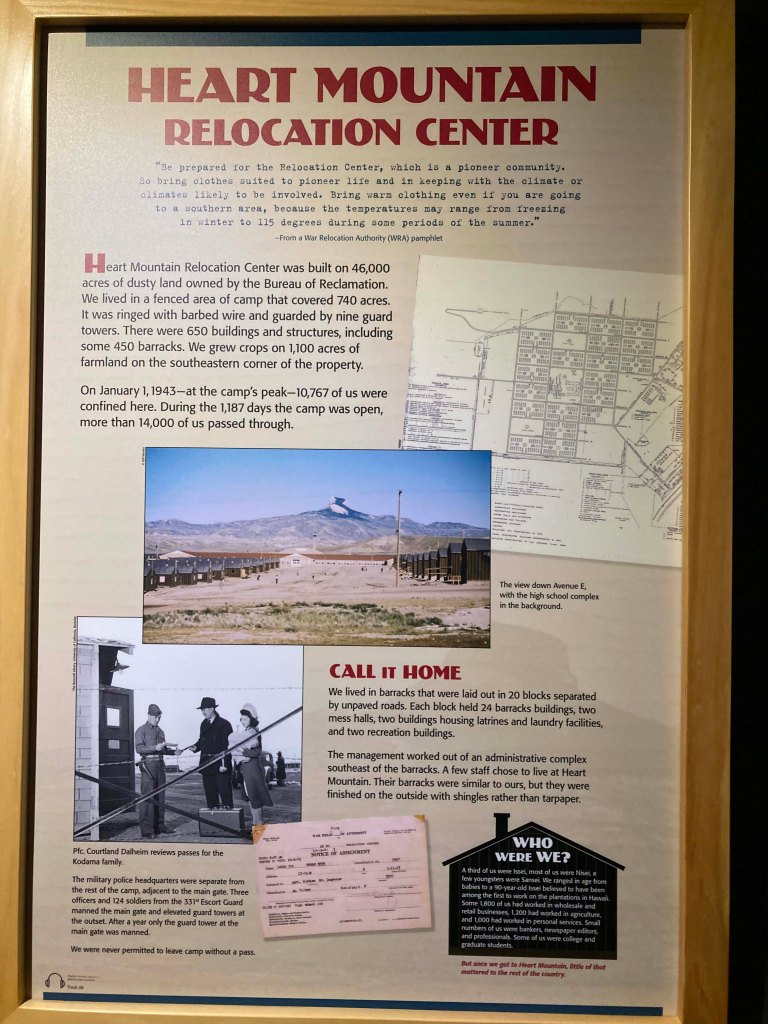 HEART MOUNTAIN
RELOCATION CENTER
"Be prepared for the Relocation Center, which is a pioneer community.
So bring clothes suited to pioneer life and in keeping with the climate or
climates likely to be involved. Bring warm clothing even if you are going
to a southern area, because the temperatures may range from freezing
in winter to 115 degrees during some periods of the summer."
–From a War Relocation Authority (WRA) pamphlet
Heart Mountain Relocation Center was built on 46,000
acres of dusty land owned by the Bureau of Reclamation.
We lived in a fenced area of camp that covered 740 acres.
It was ringed with barbed wire and guarded by nine guard
towers. There were 650 buildings and structures, including
some 450 barracks. We grew crops on 1,100 acres of
farmland on the southeastern corner of the property.
On January 1, 1943—at the camp's peak—10,767 of us were
confined here. During the 1,187 days the camp was open,
more than 14,000 of us passed through.
The view down Avenue E,
with the high school complex
in the background.
CALL IT HOME
We lived in barracks that were laid out in 20 blocks separated
by unpaved roads. Each block held 24 barracks buildings, two
mess halls, two buildings housing latrines and laundry facilities,
and two recreation buildings.
The management worked out of an administrative complex
southeast of the barracks. A few staff chose to live at Heart
Mountain. Their barracks were similar to ours, but they were
finished on the outside with shingles rather than tarpaper.
Pfc. Courtland Dalheim reviews passes for the
Kodama family.
The military police headquarters were separate from
the rest of the camp, adjacent to the main gate. Three
officers and 124 soldiers from the 331st Escort Guard
manned the main gate and elevated guard towers at
the outset. After a year only the guard tower at the
main gate was manned.
We were never permitted to leave camp without a pass.
NOTICE OF ASSIGNMENT
WHO
WERE WE?
A third of us were Issei, most of us were Nisei, a
few youngsters were Sansei. We ranged in age from
babies to a 90-year-old Issei believed to have been
among the first to work on the plantations in Hawaii.
Some 1,800 of us had worked in wholesale and
retail businesses, 1,200 had worked in agriculture,
and 1,000 had worked in personal services. Small
numbers of us were bankers, newspaper editors,
and professionals. Some of us were college and
graduate students.
But once we got to Heart Mountain, little of that
mattered to the rest of the country.